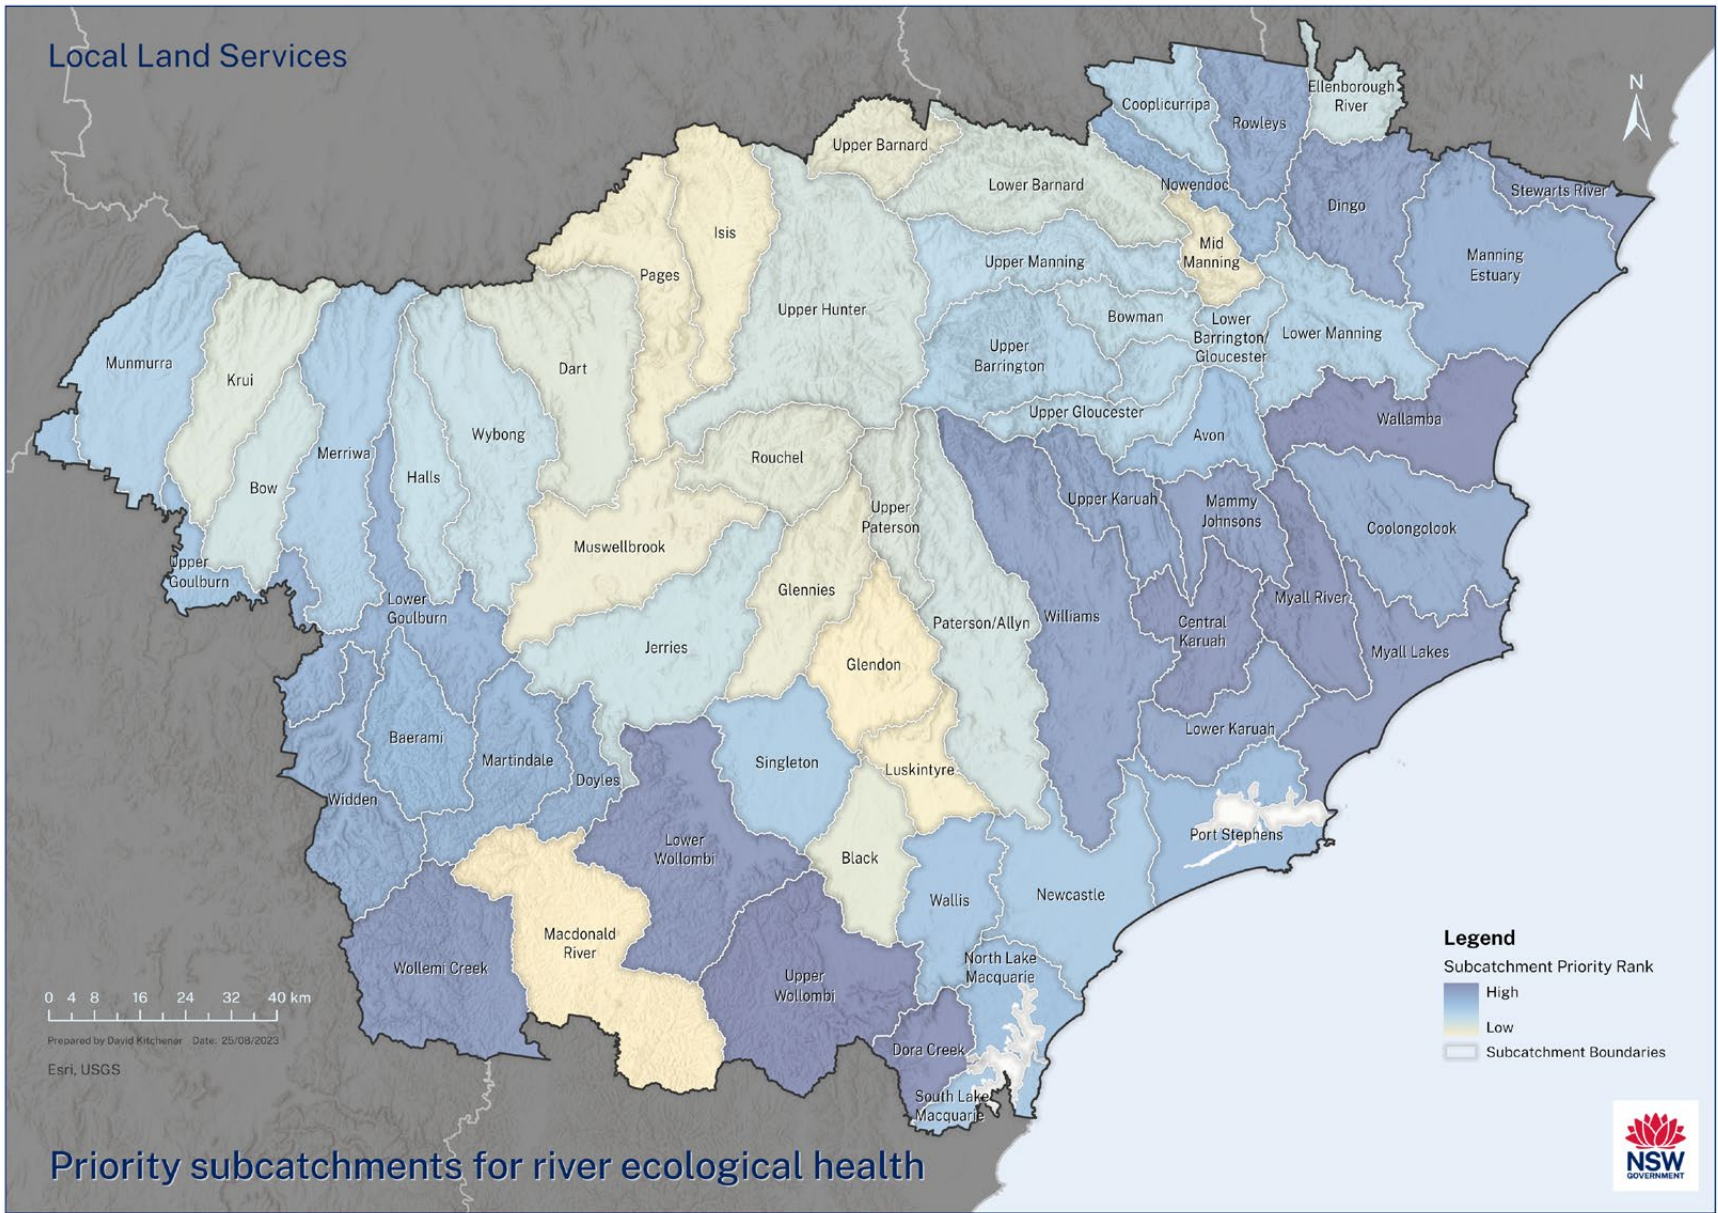 Local Land Services
N
Ellenborough
River
Cooplicurripa
Rowleys
Upper Barnard
Lower Barnard
Nowendoc
Stewarts River
Dingo
Isis
Mid
Manning
Manning
Estuary
Pages
Upper Manning
Upper Hunter
Bowman
Lower
Barrington/
Gloucester
Lower Manning
Upper
Barrington
Munmurra
Krui
Dart
Upper Gloucester
Wallamba
Avon
Wybong
Merriwa
Halls
Bow
Rouchel
Upper
Paterson
Upper Karuah
Mammy
Johnsons
Coolongolook
Muswellbrook
Upper
Goulburn
Lower
Goulburn
Glennies
Myall River
Paterson/Allyn
Williams
Central
Karuah
Jerries
Myall Lakes
Glendon
Lower Karuah
Baerami
Martindale
Doyles
Singleton
Luskintyre
Widden
Port Stephens
Lower
Wollombi
Black
Wallis
Newcastle
Macdonald
River
Wollemi Creek
Upper
Wollombi
North Lake
Macquarie
Dora Creek
South Lake
Macquarie
0 4 8 16 24 32 40 km
Prepared by David Kitchener Date: 25/08/2023
Esri, USGS
Legend
Subcatchment Priority Rank
High
Low
Subcatchment Boundaries
Priority subcatchments for river ecological health
NSW
GOVERNMENT